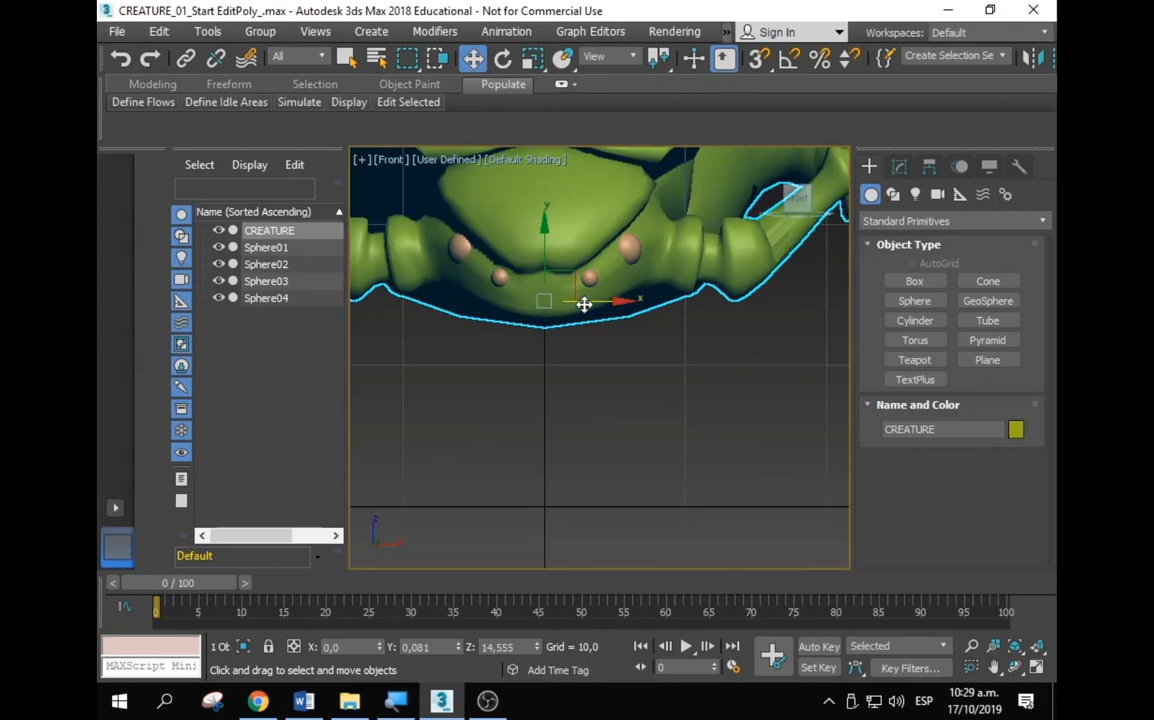 CREATURE_01_Start EditPoly_.max - Autodesk 3ds Max 2018 Educational - Not for Commercial Use
File Edit Tools Group Views Create Modifiers Animation Graph Editors Rendering Sign In Workspaces: Default
All View Create Selection Se
Modeling Freeform Selection Object Paint Populate
Define Flows Define Idle Areas Simulate Display Edit Selected
Select Display Edit
Name (Sorted Ascending)
CREATURE
Sphere01
Sphere02
Sphere03
Sphere04
Default
[+][Front][User Defined][Default Shading]
FRONT
y
x
z
Standard Primitives
Object Type
AutoGrid
Box Cone
Sphere GeoSphere
Cylinder Tube
Torus Pyramid
Teapot Plane
TextPlus
Name and Color
CREATURE
0 / 100
0 5 10 15 20 25 30 35 40 45 50 55 60 65 70 75 80 85 90 95 100
1 Ob X: 0,0 Y: 0,081 Z: 14,555 Grid = 10,0 Auto Key Selected
MAXScript Mini Click and drag to select and move objects Add Time Tag 0 Set Key Key Filters...
ESP 10:29 a.m.
17/10/2019